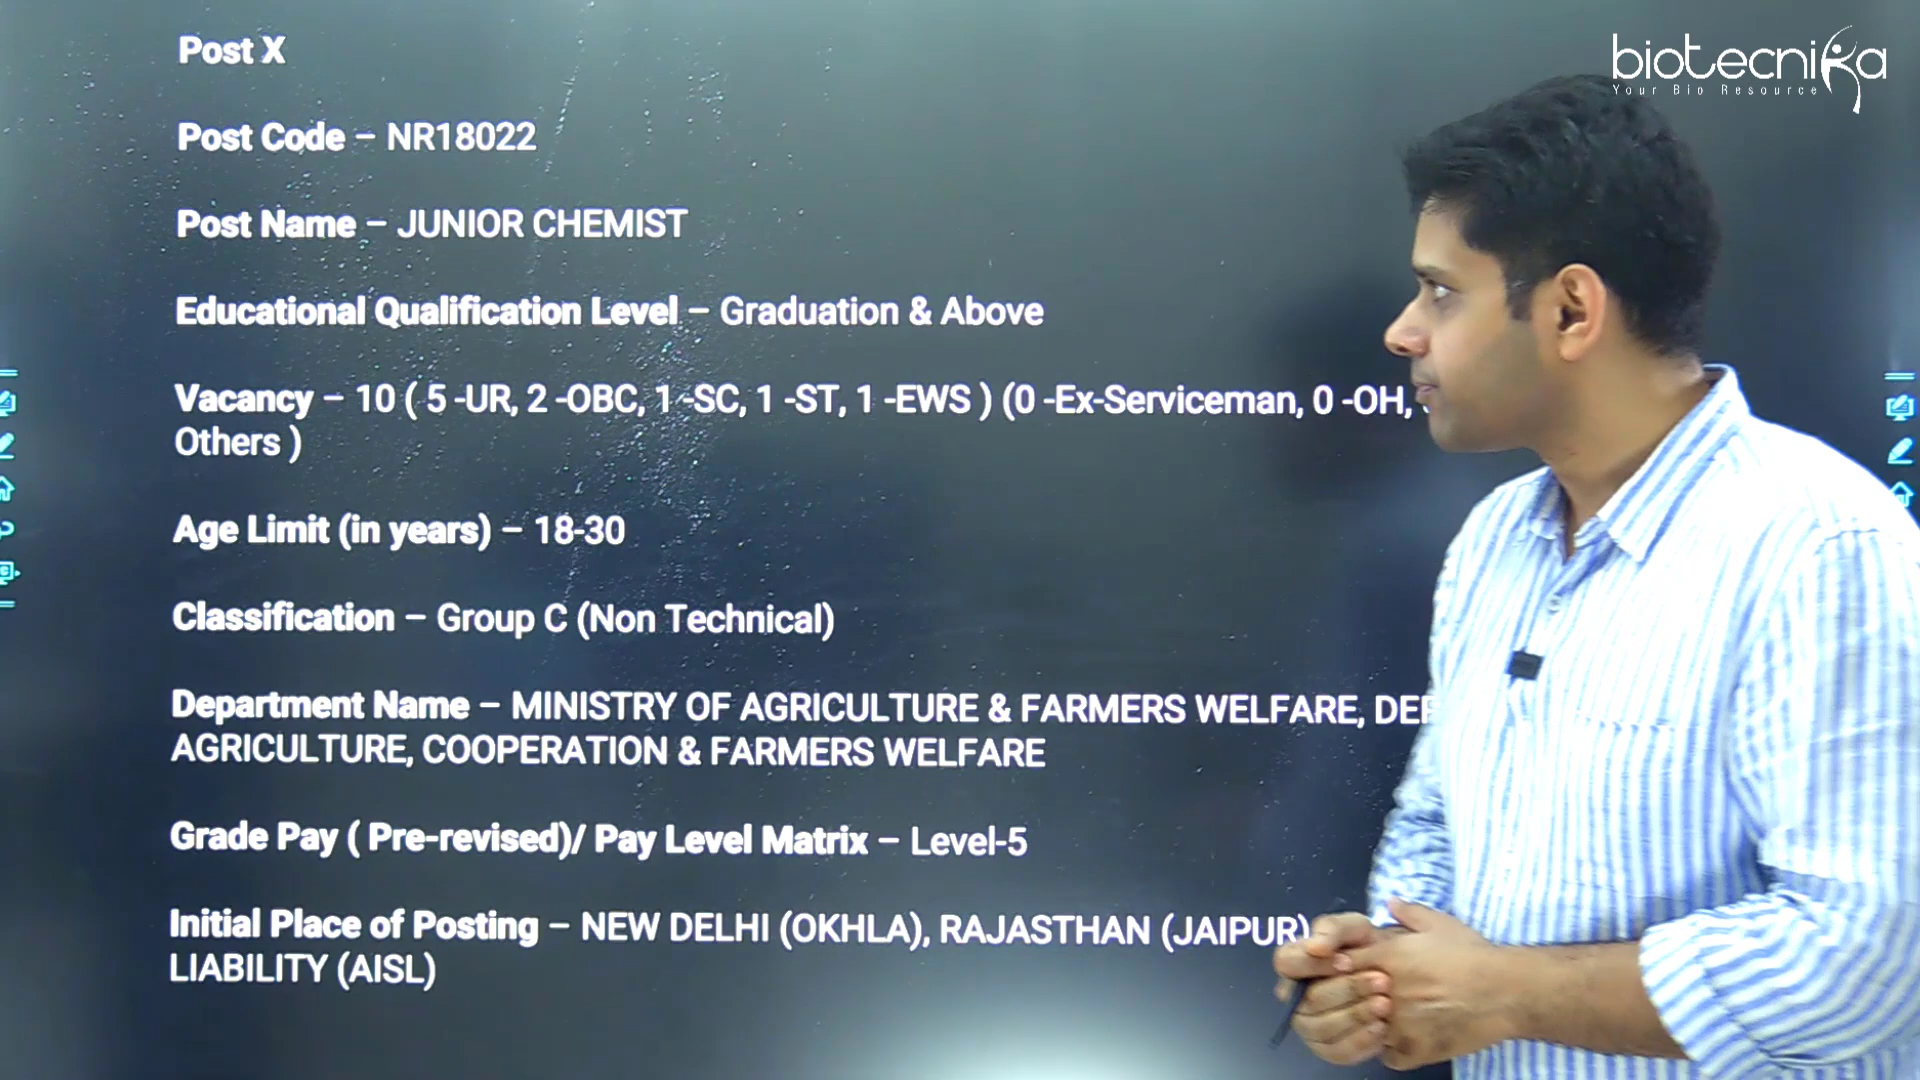 biotecnika
Your Bio Resource
Post X
Post Code – NR18022
Post Name – JUNIOR CHEMIST
Educational Qualification Level – Graduation & Above
Vacancy – 10 ( 5 -UR, 2 -OBC, 1 -SC, 1 -ST, 1 -EWS ) (0 -Ex-Serviceman, 0 -OH,
Others )
Age Limit (in years) – 18-30
Classification – Group C (Non Technical)
Department Name – MINISTRY OF AGRICULTURE & FARMERS WELFARE,
AGRICULTURE, COOPERATION & FARMERS WELFARE
Grade Pay ( Pre-revised)/ Pay Level Matrix – Level-5
Initial Place of Posting – NEW DELHI (OKHLA), RAJASTHAN (JAIPUR)
LIABILITY (AISL)